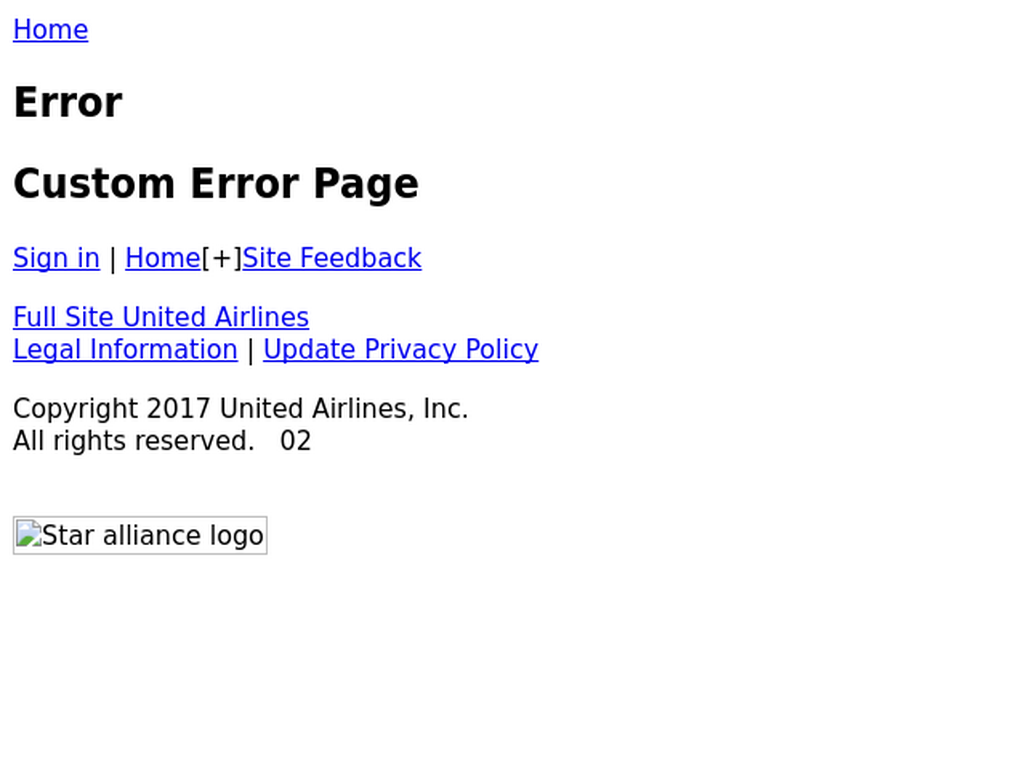 Home
Error
Custom Error Page
Sign in | Home[+]Site Feedback
Full Site United Airlines
Legal Information | Update Privacy Policy
Copyright 2017 United Airlines, Inc.
All rights reserved.   02
Star alliance logo